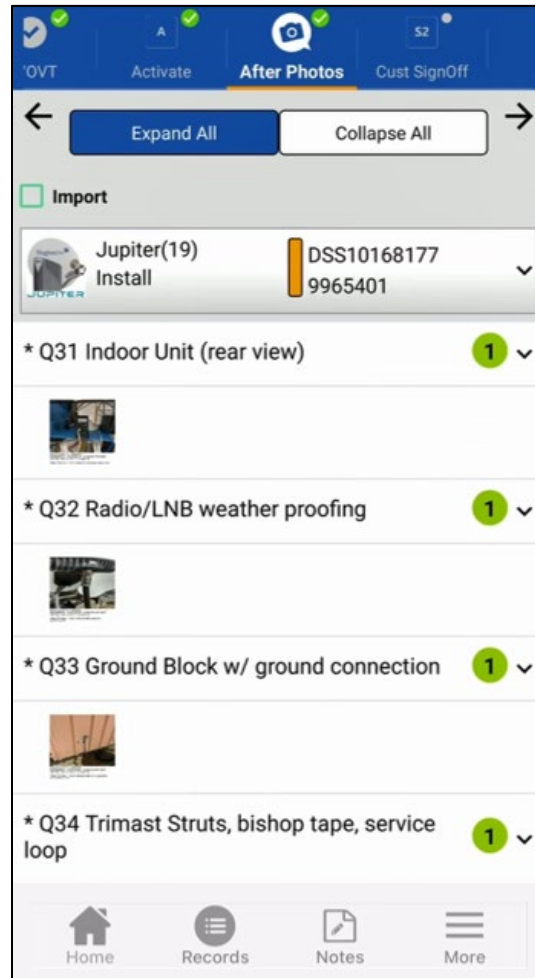 'OVT
A
Activate
After Photos
S2
Cust SignOff
Expand All
Collapse All
Import
JUPITER
Jupiter(19)
Install
DSS10168177
9965401
* Q31 Indoor Unit (rear view)
1
* Q32 Radio/LNB weather proofing
1
* Q33 Ground Block w/ ground connection
1
* Q34 Trimast Struts, bishop tape, service
loop
1
Home
Records
Notes
More